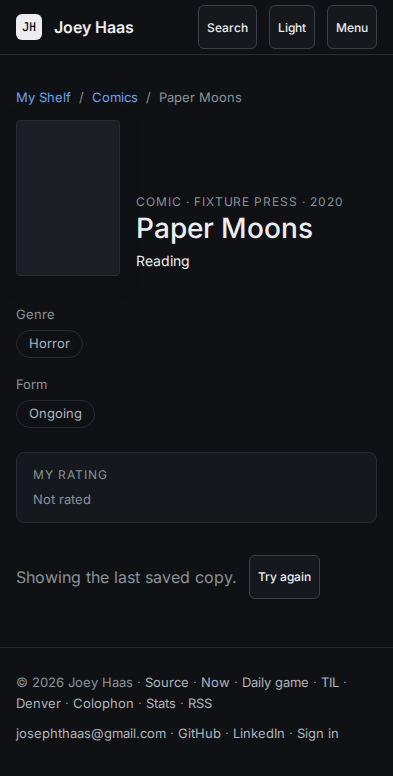 JH Joey Haas Search Light Menu
My Shelf / Comics / Paper Moons
COMIC · FIXTURE PRESS · 2020
Paper Moons
Reading
Genre
Horror
Form
Ongoing
MY RATING
Not rated
Showing the last saved copy. Try again
© 2026 Joey Haas · Source · Now · Daily game · TIL ·
Denver · Colophon · Stats · RSS
josephthaas@gmail.com · GitHub · LinkedIn · Sign in